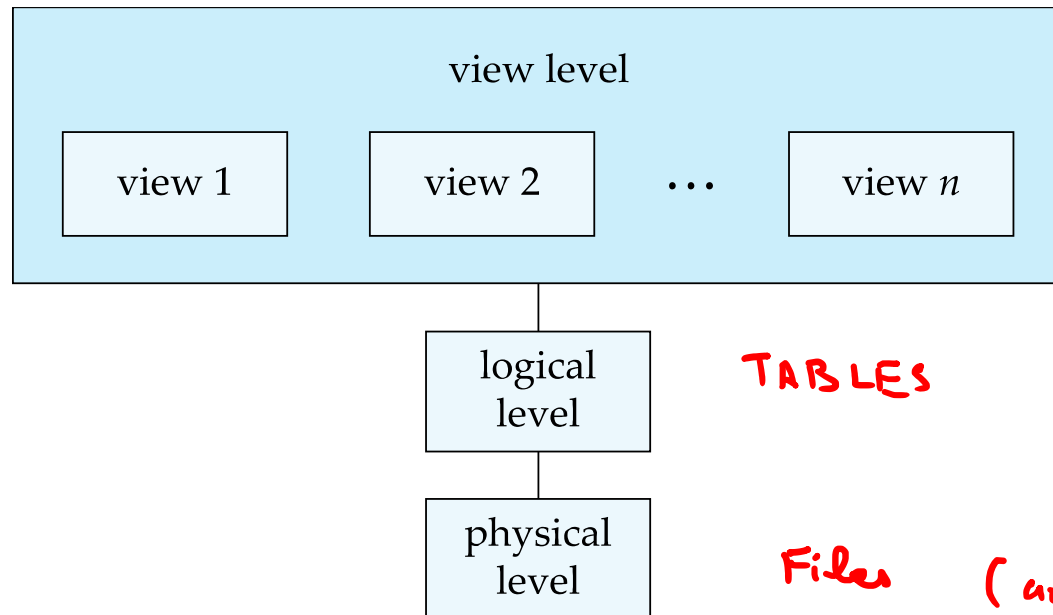 view level
view 1 view 2 ... view n
logical
level
TABLES
physical
level
Files (